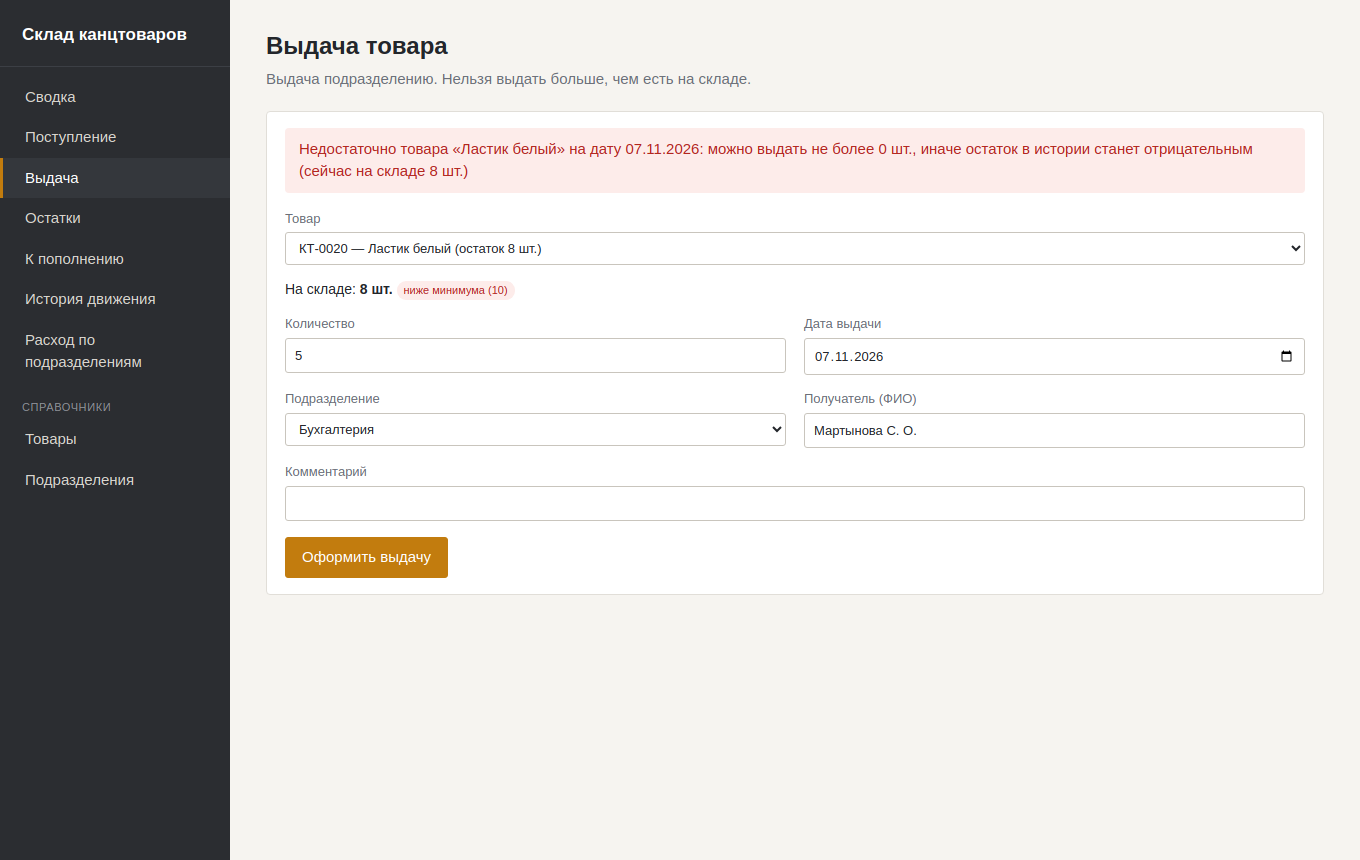 Склад канцтоваров
Сводка
Поступление
Выдача
Остатки
К пополнению
История движения
Расход по
подразделениям
СПРАВОЧНИКИ
Товары
Подразделения
Выдача товара
Выдача подразделению. Нельзя выдать больше, чем есть на складе.
Недостаточно товара «Ластик белый» на дату 07.11.2026: можно выдать не более 0 шт., иначе остаток в истории станет отрицательным
(сейчас на складе 8 шт.)
Товар
КТ-0020 — Ластик белый (остаток 8 шт.)
На складе: 8 шт. ниже минимума (10)
Количество
5
Дата выдачи
07.11.2026
Подразделение
Бухгалтерия
Получатель (ФИО)
Мартынова С. О.
Комментарий
Оформить выдачу